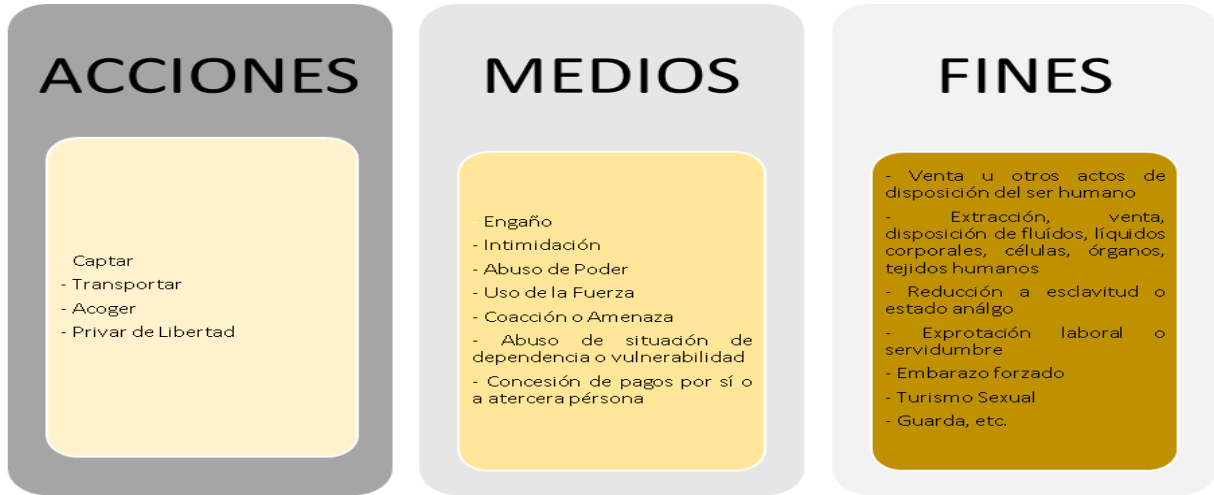 ACCIONES
Captar
- Transportar
- Acoger
- Privar de Libertad
MEDIOS
- Engaño
- Intimidación
- Abuso de Poder
- Uso de la Fuerza
- Coacción o Amenaza
- Abuso de situación de
dependencia o vulnerabilidad
- Concesión de pagos por sí o
a atercera pérsona
FINES
- Venta u otros actos de
disposición del ser humano
- Extracción, venta,
disposición de fluídos, líquidos
corporales, células, órganos,
tejidos humanos
- Reducción a esclavitud o
estado análgo
- Exprotación laboral o
servidumbre
- Embarazo forzado
- Turismo Sexual
- Guarda, etc.